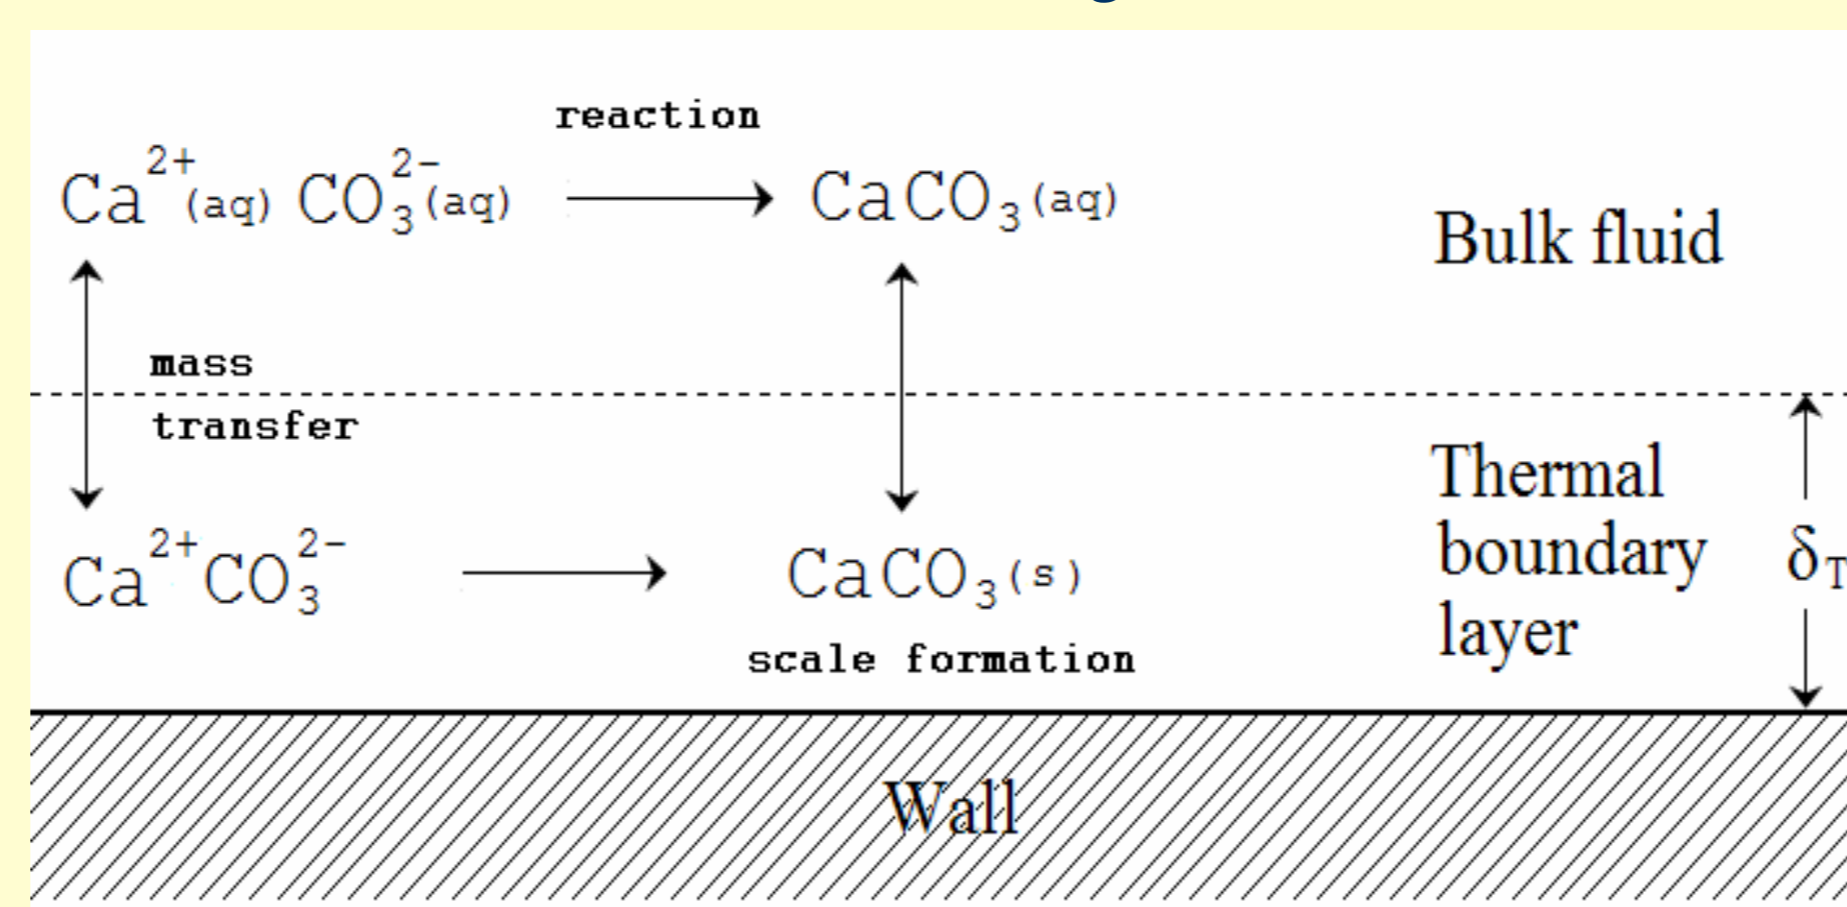 reaction
Ca²⁺(aq) CO₃²⁻(aq) → CaCO₃(aq)
Bulk fluid
mass
transfer
Thermal
boundary
layer
δT
Ca²⁺CO₃²⁻ → CaCO₃(s)
scale formation
Wall